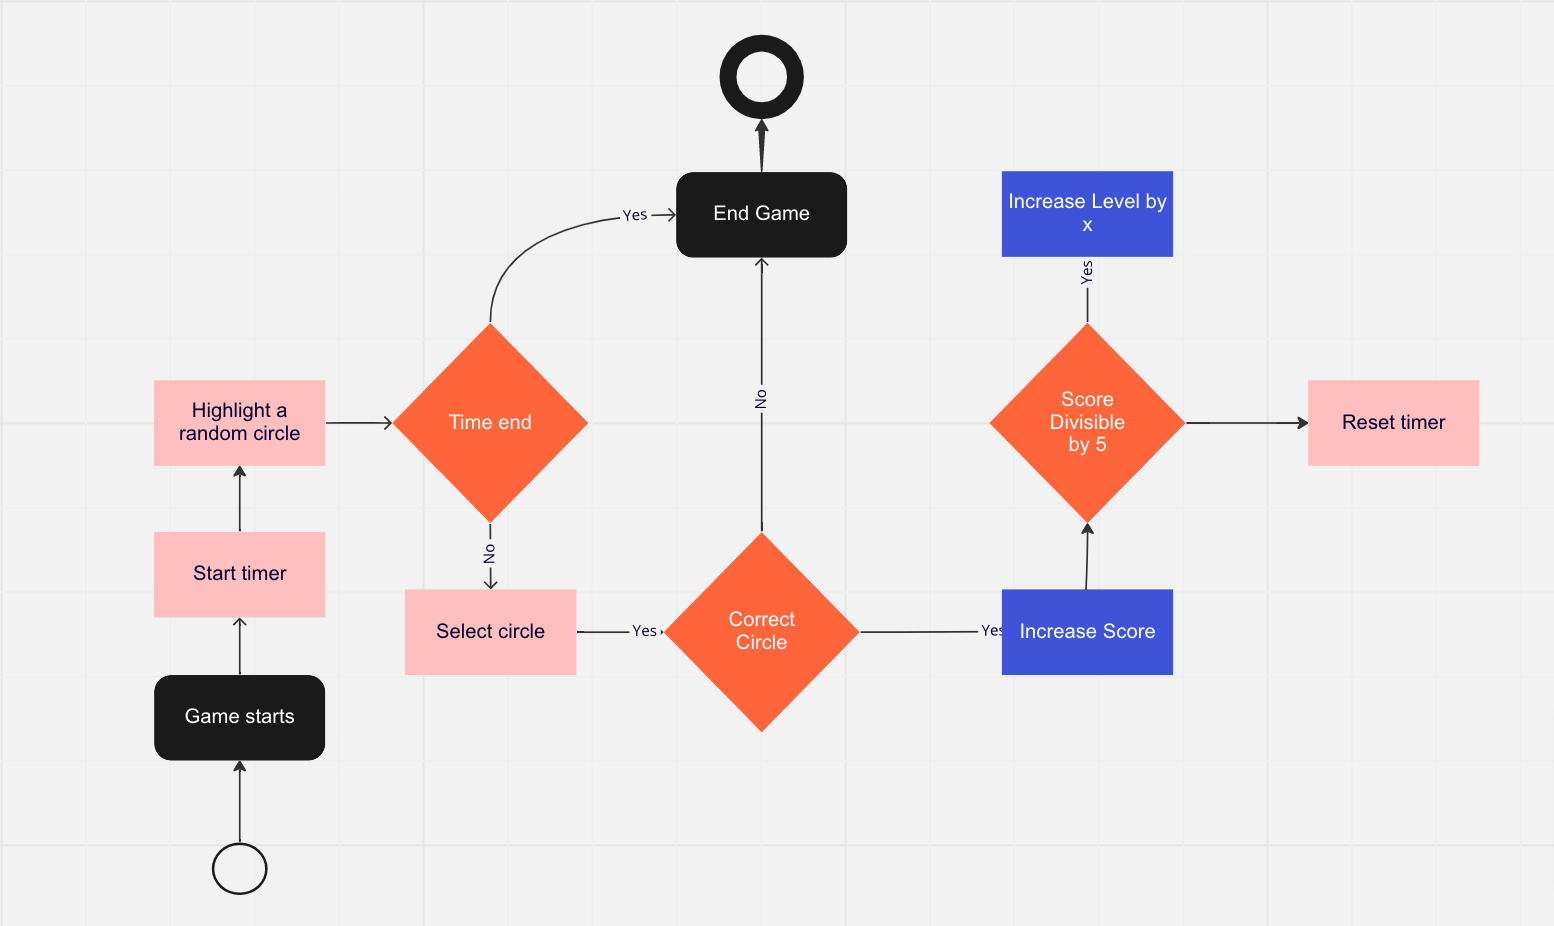 End Game
Increase Level by
x
Yes
Yes
Highlight a
random circle
Time end
No
Score
Divisible
by 5
Reset timer
Start timer
No
Select circle
Yes
Correct
Circle
Yes
Increase Score
Game starts